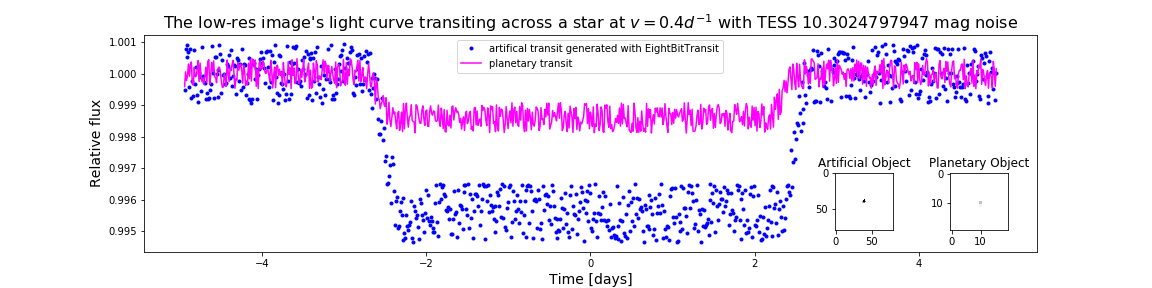 The low-res image's light curve transiting across a star at v = 0.4d⁻¹ with TESS 10.3024797947 mag noise
artifical transit generated with EightBitTransit
planetary transit
Relative flux
1.001
1.000
0.999
0.998
0.997
0.996
0.995
Artificial Object
0
50
0 50
Planetary Object
0
10
0 10
−4 −2 0 2 4
Time [days]